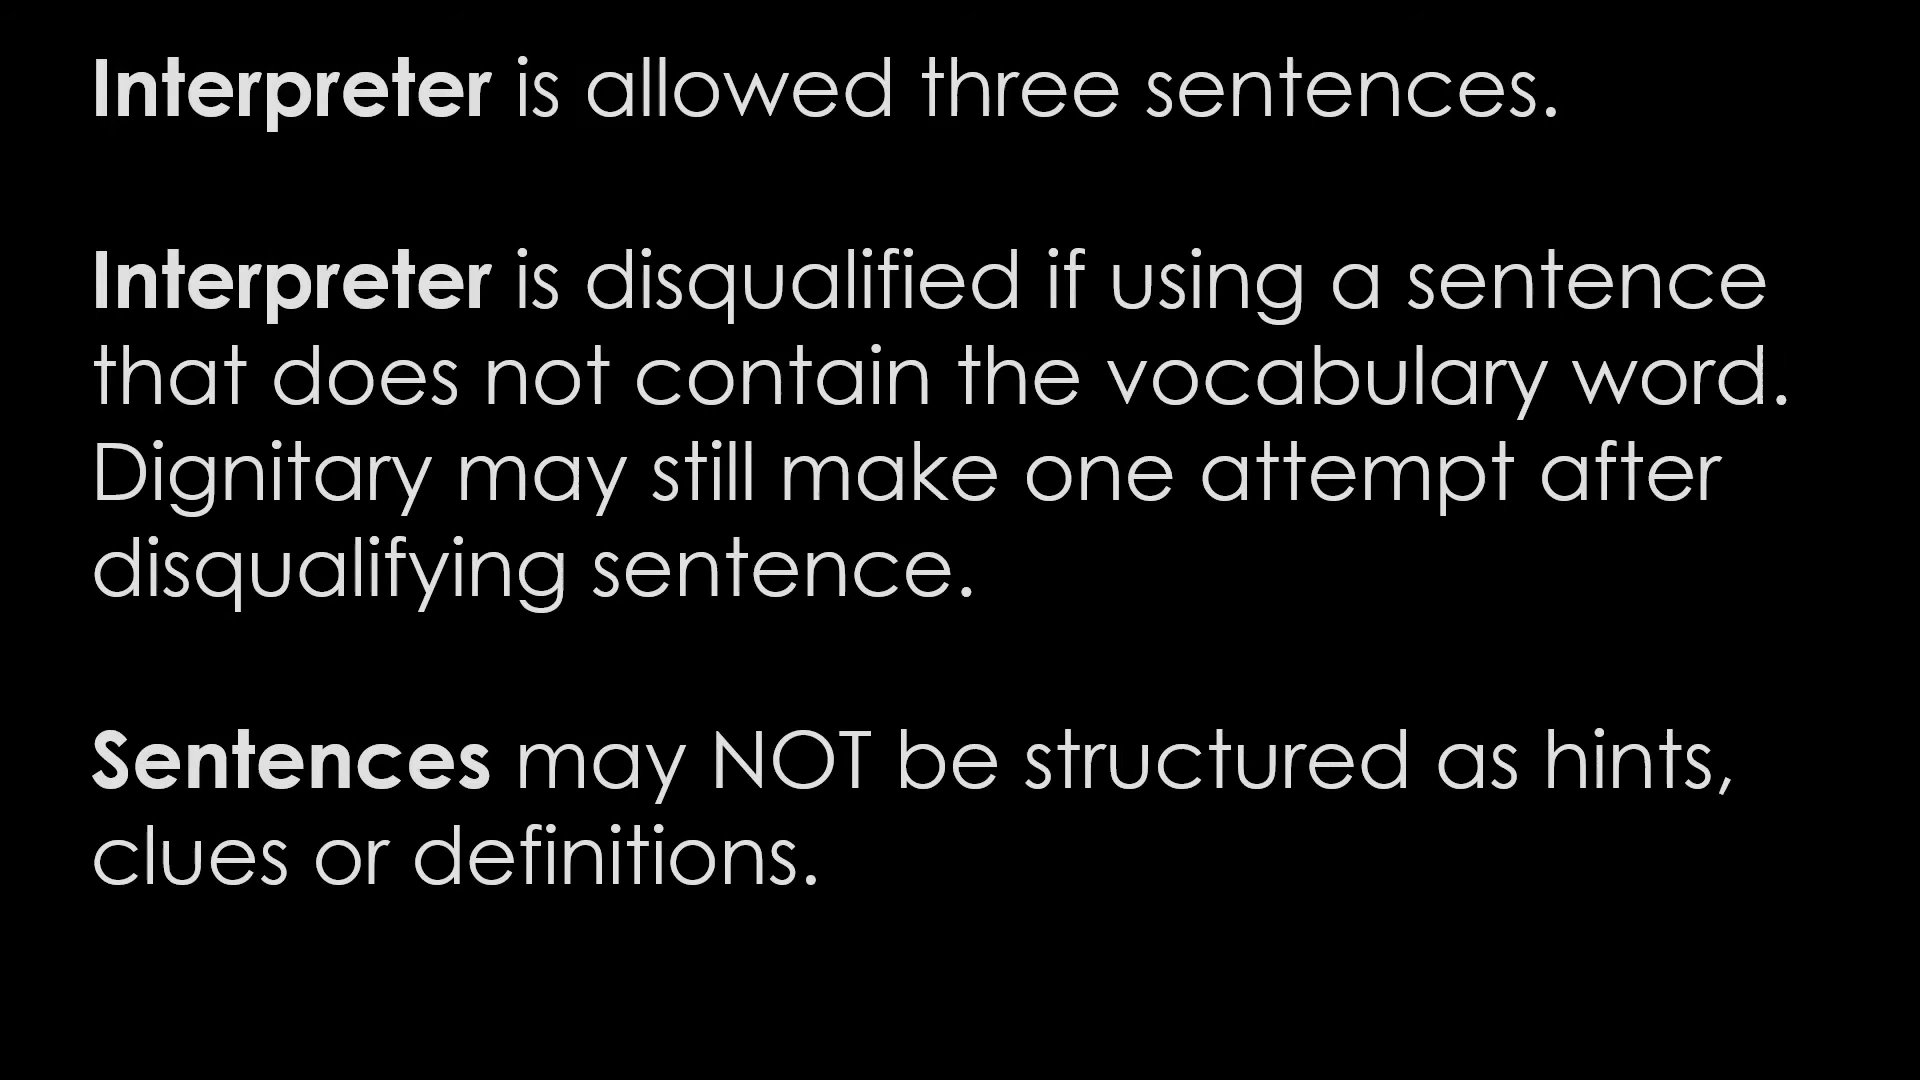 Interpreter is allowed three sentences.
Interpreter is disqualified if using a sentence
that does not contain the vocabulary word.
Dignitary may still make one attempt after
disqualifying sentence.
Sentences may NOT be structured as hints,
clues or definitions.